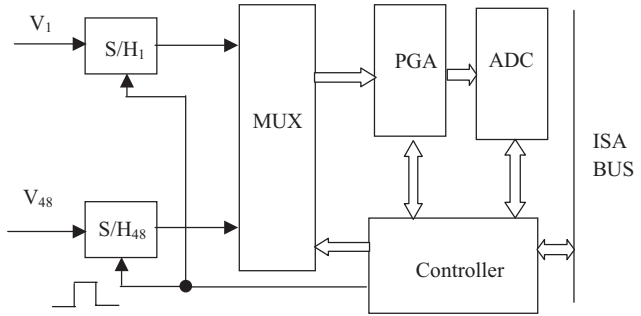 V₁
S/H₁
MUX
PGA
ADC
ISA
BUS
V₄₈
S/H₄₈
Controller